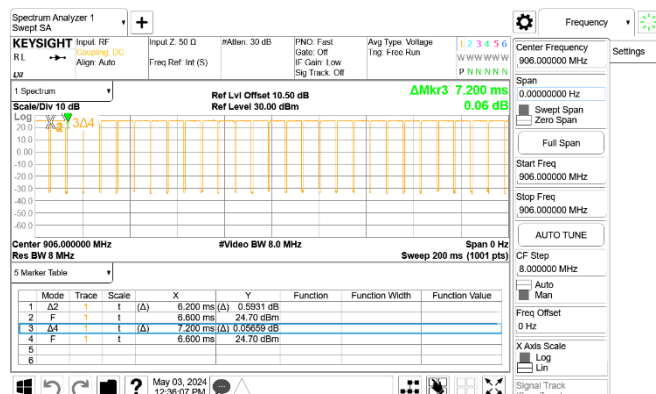 Spectrum Analyzer 1
Swept SA
Frequency
KEYSIGHT Input: RF Input Z: 50 Ω #Atten: 30 dB PNO: Fast Avg Type: Voltage 1 2 3 4 5 6
RL Coupling: DC Gate: Off Trig: Free Run
Align: Auto Freq Ref: Int (S) IF Gain: Low W W W W W W
Sig Track: Off P N N N N N
Center Frequency
906.000000 MHz
Settings
Span
0.00000000 Hz
Swept Span
Zero Span
Full Span
Start Freq
906.000000 MHz
Stop Freq
906.000000 MHz
AUTO TUNE
CF Step
8.000000 MHz
Auto
Man
Freq Offset
0 Hz
X Axis Scale
Log
Lin
Signal Track
1 Spectrum
Ref Lvl Offset 10.50 dB
ΔMkr3 7.200 ms
Scale/Div 10 dB Ref Level 30.00 dBm 0.06 dB
Log
20.0
10.0
0.00
-10.0
-20.0
-30.0
-40.0
-50.0
-60.0
3Δ4
Center 906.000000 MHz #Video BW 8.0 MHz Span 0 Hz
Res BW 8 MHz Sweep 200 ms (1001 pts)
5 Marker Table
Mode Trace Scale X Y Function Function Width Function Value
1 Δ2 1 t (Δ) 6.200 ms (Δ) 0.5931 dB
2 F 1 t 6.600 ms 24.70 dBm
3 Δ4 1 t (Δ) 7.200 ms (Δ) 0.05659 dB
4 F 1 t 6.600 ms 24.70 dBm
5
6
May 03, 2024
12:36:07 PM